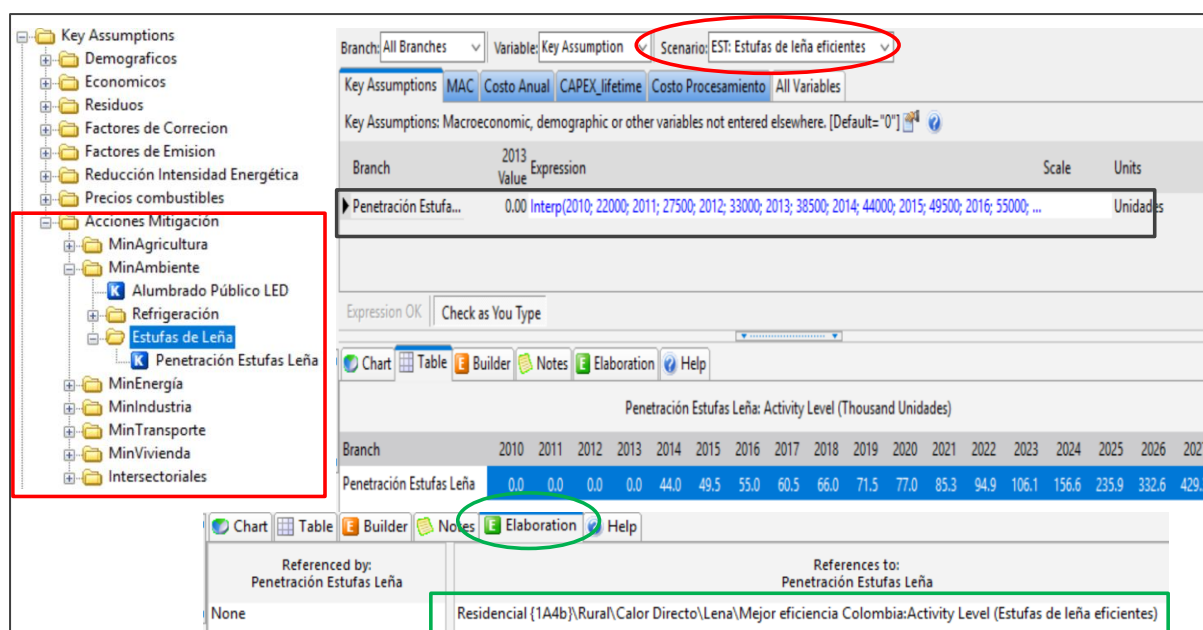 Key Assumptions
Demograficos
Economicos
Residuos
Factores de Correcion
Factores de Emision
Reducción Intensidad Energética
Precios combustibles
Acciones Mitigación
MinAgricultura
MinAmbiente
K Alumbrado Público LED
Refrigeración
Estufas de Leña
K Penetración Estufas Leña
MinEnergía
MinIndustria
MinTransporte
MinVivienda
Intersectoriales
Branch: All Branches Variable: Key Assumption Scenario: EST: Estufas de leña eficientes
Key Assumptions MAC Costo Anual CAPEX_lifetime Costo Procesamiento All Variables
Key Assumptions: Macroeconomic, demographic or other variables not entered elsewhere. [Default="0"]
Branch 2013 Value Expression Scale Units
Penetración Estufa... 0.00 Interp(2010; 22000; 2011; 27500; 2012; 33000; 2013; 38500; 2014; 44000; 2015; 49500; 2016; 55000; ... Unidades
Expression OK Check as You Type
Chart Table E Builder Notes E Elaboration ? Help
Penetración Estufas Leña: Activity Level (Thousand Unidades)
Branch 2010 2011 2012 2013 2014 2015 2016 2017 2018 2019 2020 2021 2022 2023 2024 2025 2026
Penetración Estufas Leña 0.0 0.0 0.0 0.0 44.0 49.5 55.0 60.5 66.0 71.5 77.0 85.3 94.9 106.1 156.6 235.9 332.6 429.
Chart Table E Builder Notes E Elaboration ? Help
Referenced by:
Penetración Estufas Leña
References to:
Penetración Estufas Leña
None
Residencial {1A4b}\Rural\Calor Directo\Lena\Mejor eficiencia Colombia:Activity Level (Estufas de leña eficientes)